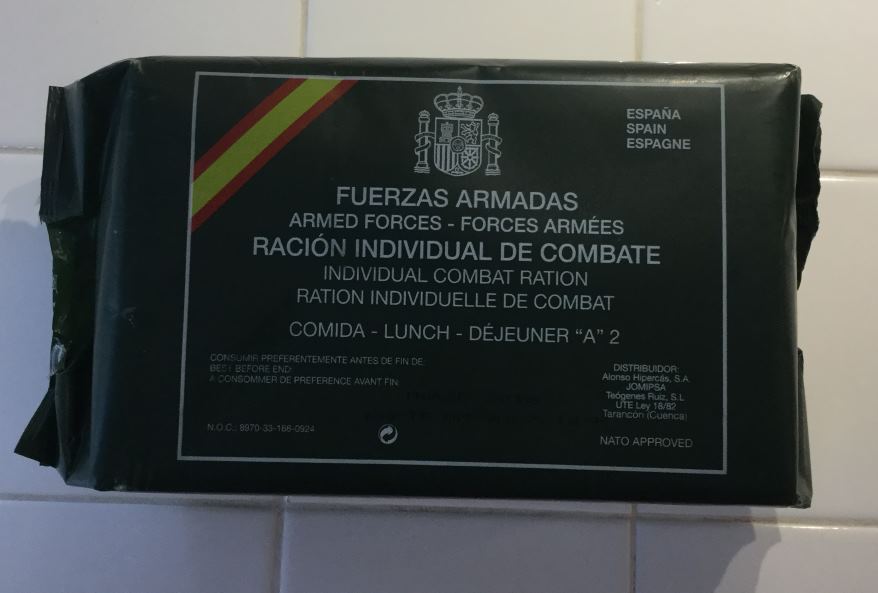 ESPAÑA
SPAIN
ESPAGNE
FUERZAS ARMADAS
ARMED FORCES - FORCES ARMÉES
RACIÓN INDIVIDUAL DE COMBATE
INDIVIDUAL COMBAT RATION
RATION INDIVIDUELLE DE COMBAT
COMIDA - LUNCH - DÉJEUNER “A” 2
CONSUMIR PREFERENTEMENTE ANTES DE FIN DE:
BEST BEFORE END:
A CONSOMMER DE PREFERENCE AVANT FIN:
DISTRIBUIDOR:
Alonso Hipercás, S.A.
JOMIPSA
Teógenes Ruiz, S.L
UTE Ley 18/82
Tarancón (Cuenca)
N.O.C.: 8970-33-166-0924
NATO APPROVED